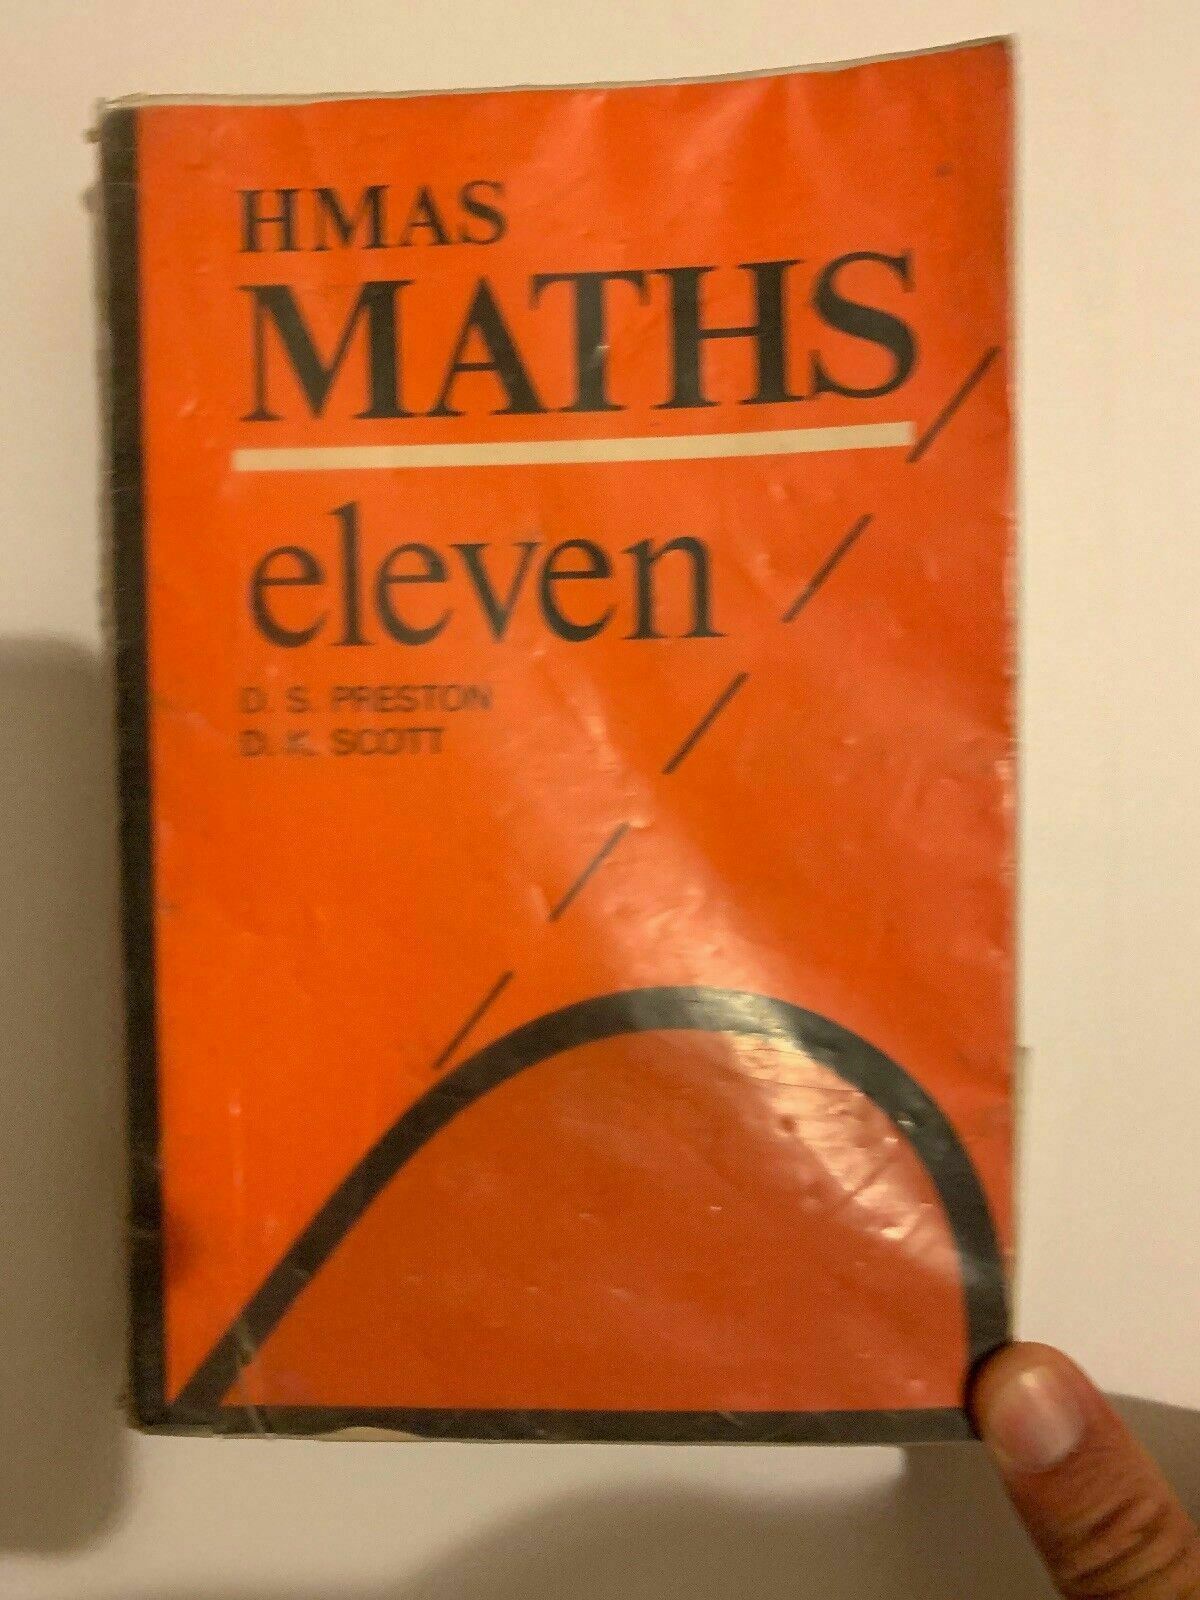 HMAS
MATHS
eleven
D. S. PRESTON
D. K. SCOTT